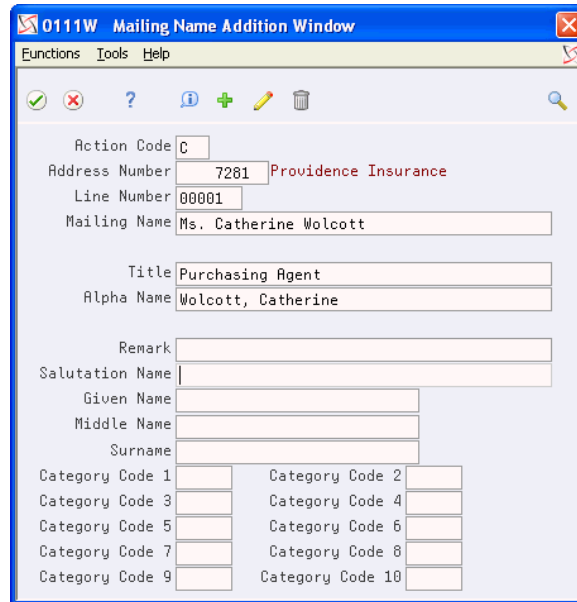 0111W Mailing Name Addition Window
Functions Tools Help
?
Action Code C
Address Number 7281 Providence Insurance
Line Number 00001
Mailing Name Ms. Catherine Wolcott
Title Purchasing Agent
Alpha Name Wolcott, Catherine
Remark
Salutation Name
Given Name
Middle Name
Surname
Category Code 1 Category Code 2
Category Code 3 Category Code 4
Category Code 5 Category Code 6
Category Code 7 Category Code 8
Category Code 9 Category Code 10